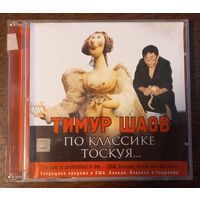 ТИМУР ШАОВ
ПО КЛАССИКЕ
ТОСКУЯ...
The sale is prohibited in the — USA, Canada, Israel and Germany
Запрещена продажа в США, Канаде, Израиле и Германии